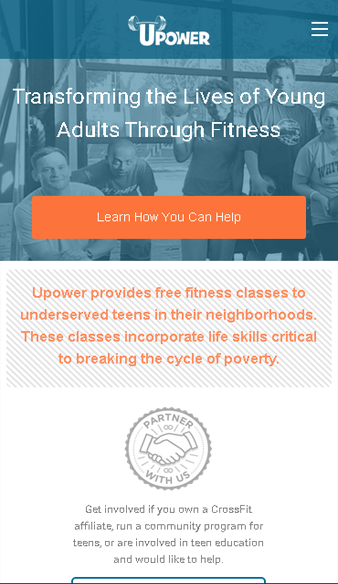 UPOWER
Transforming the Lives of Young
Adults Through Fitness
Learn How You Can Help
Upower provides free fitness classes to
underserved teens in their neighborhoods.
These classes incorporate life skills critical
to breaking the cycle of poverty.
PARTNER
WITH US
Get involved if you own a CrossFit
affiliate, run a community program for
teens, or are involved in teen education
and would like to help.